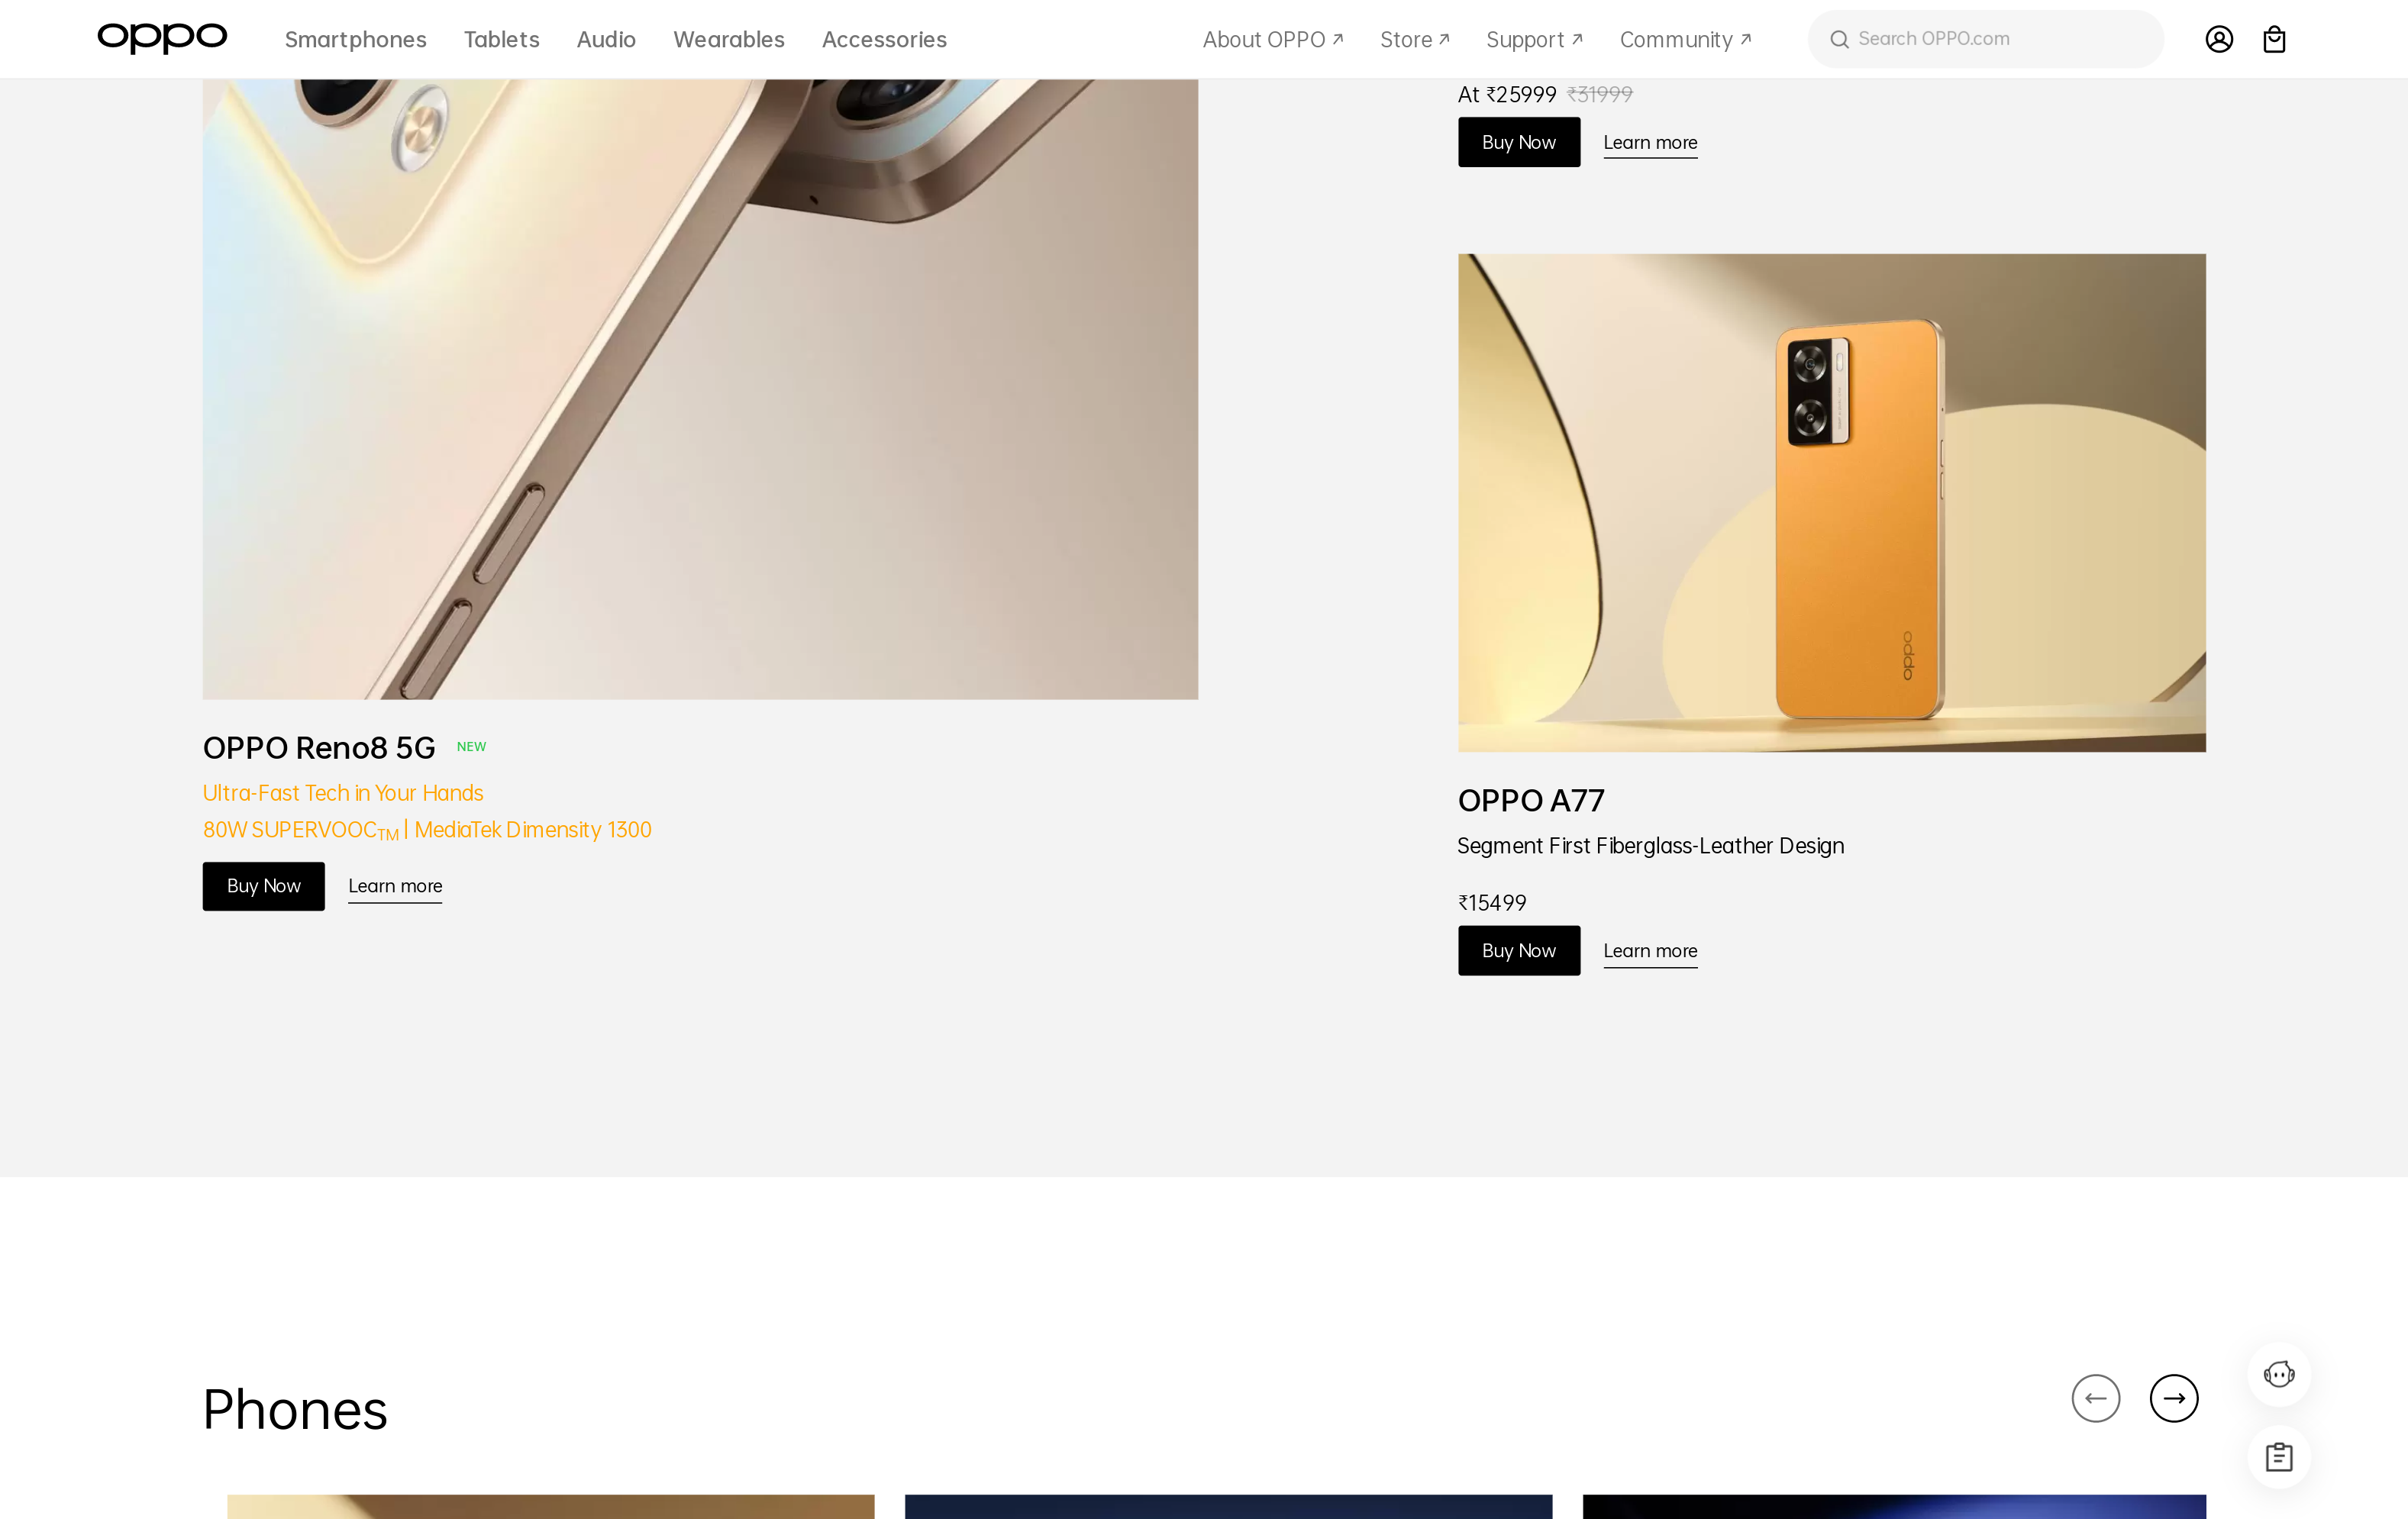 oppo
Smartphones Tablets Audio Wearables Accessories About OPPO ↗ Store ↗ Support ↗ Community ↗ Search OPPO.com
At ₹25999 ₹31999
Buy Now Learn more
oppo
OPPO Reno8 5G NEW
Ultra-Fast Tech in Your Hands
80W SUPERVOOCTM | MediaTek Dimensity 1300
Buy Now Learn more
OPPO A77
Segment First Fiberglass-Leather Design
₹15499
Buy Now Learn more
Phones